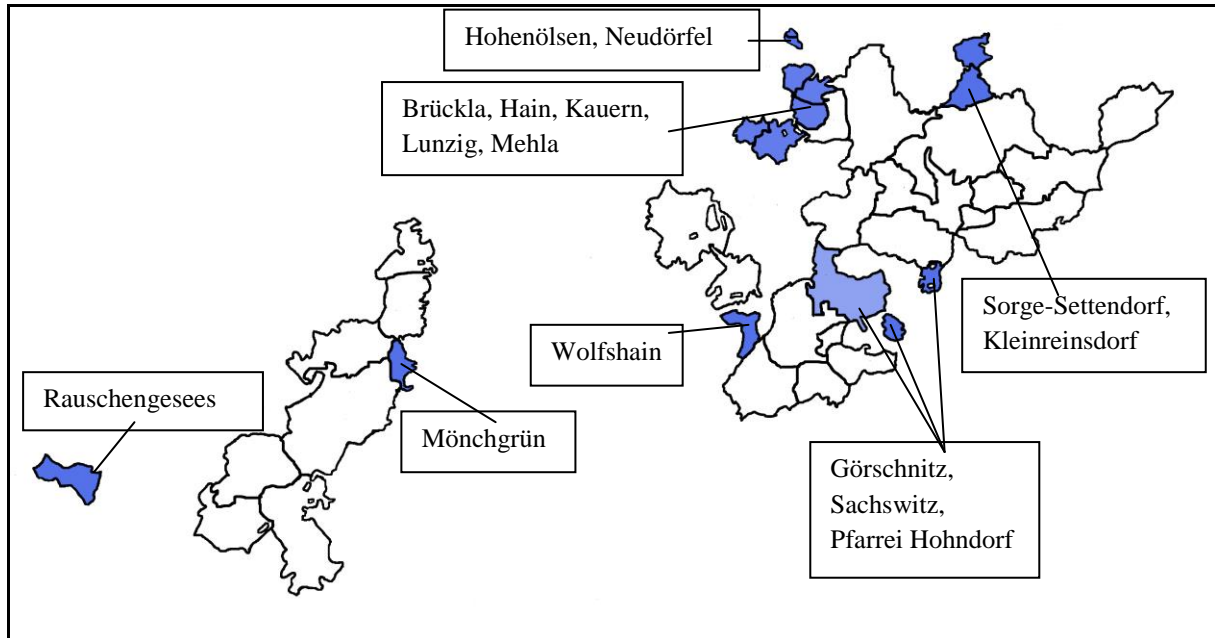 Hohenölsen, Neudörfel
Brückla, Hain, Kauern,
Lunzig, Mehla
Sorge-Settendorf,
Kleinreinsdorf
Wolfshain
Rauschengesees
Mönchgrün
Görschnitz,
Sachswitz,
Pfarrei Hohndorf